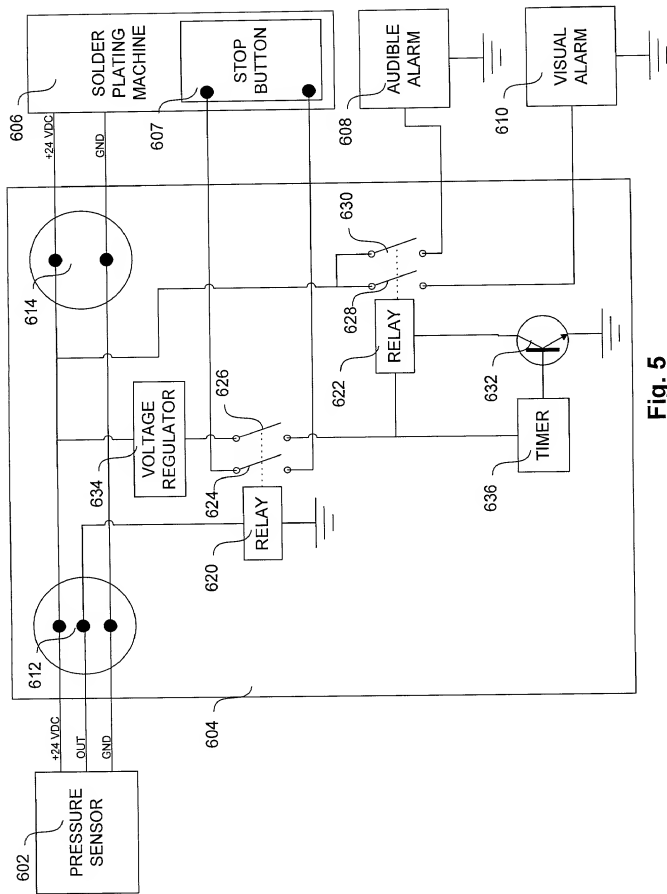 602
PRESSURE
SENSOR
+24 VDC
OUT
GND
604
612
614
+24 VDC
GND
606
SOLDER
PLATING
MACHINE
607
STOP
BUTTON
608
AUDIBLE
ALARM
610
VISUAL
ALARM
634
VOLTAGE
REGULATOR
620
RELAY
624
626
622
RELAY
628
630
632
636
TIMER
Fig. 5